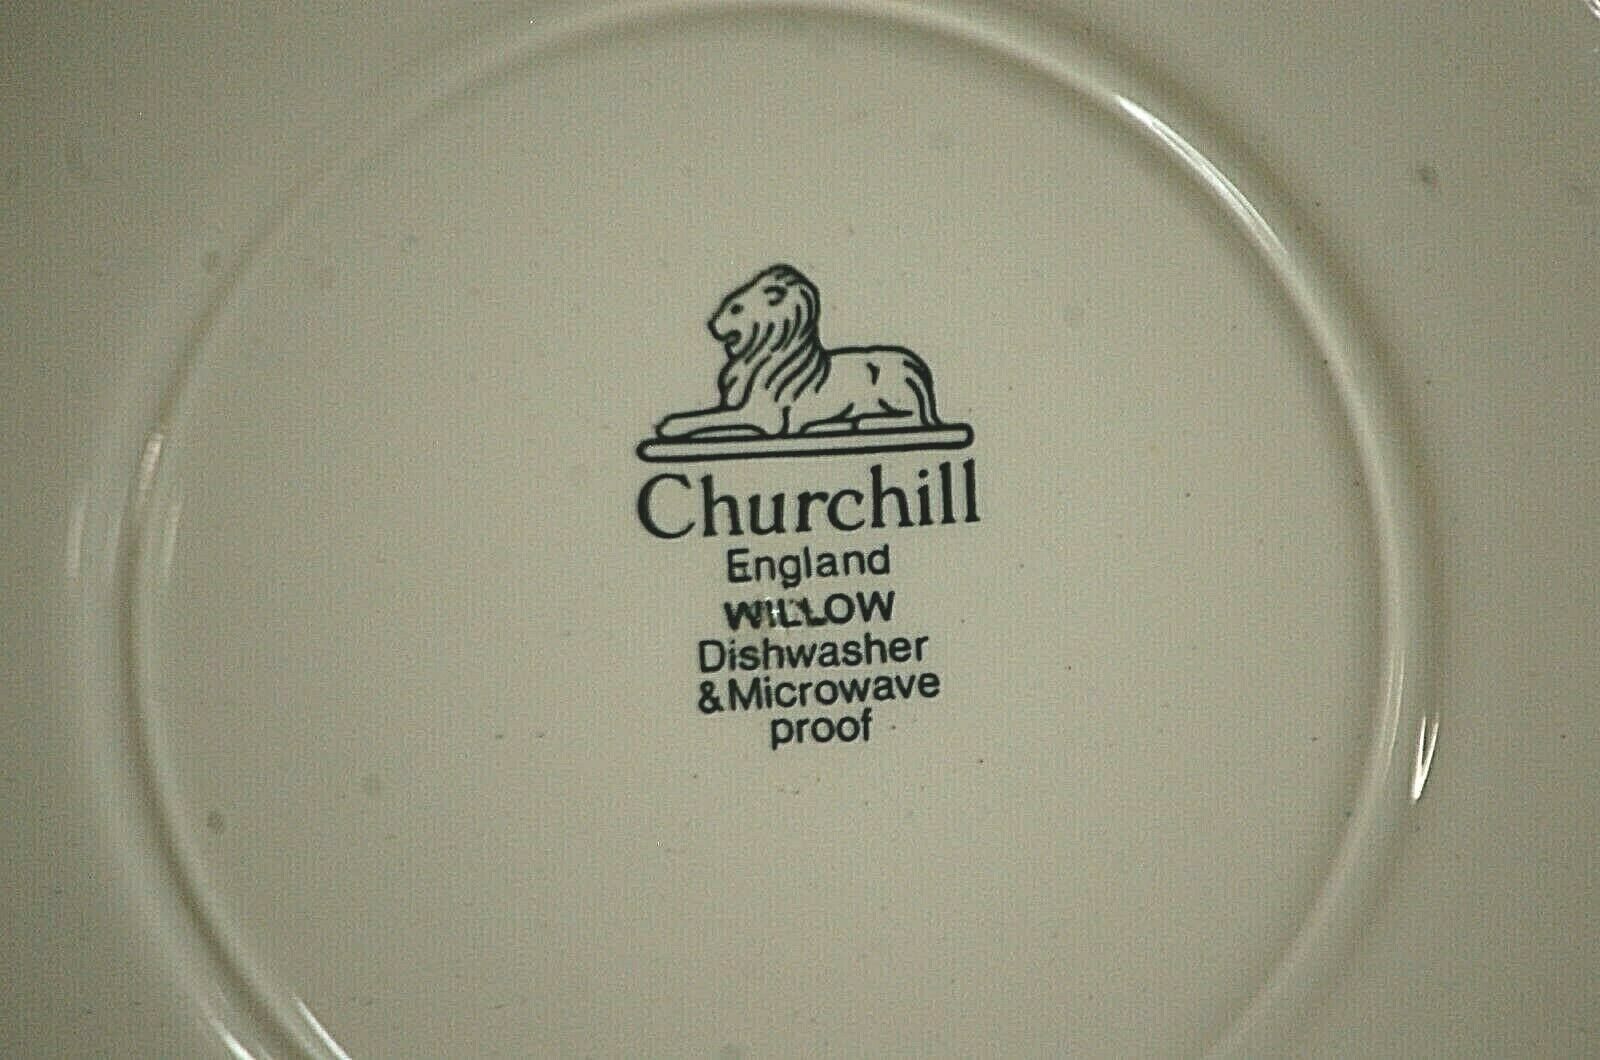 Churchill
England
WILLOW
Dishwasher
&Microwave
proof